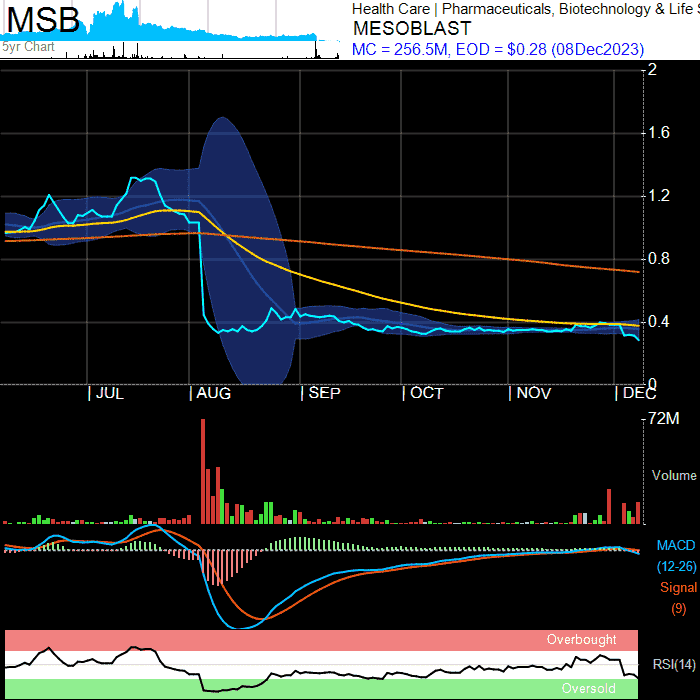 MSB
5yr Chart
Health Care | Pharmaceuticals, Biotechnology & Life S
MESOBLAST
MC = 256.5M, EOD = $0.28 (08Dec2023)
2
1.6
1.2
0.8
0.4
0
JUL AUG SEP OCT NOV DEC
72M
Volume
MACD
(12-26)
Signal
(9)
Overbought
RSI(14)
Oversold